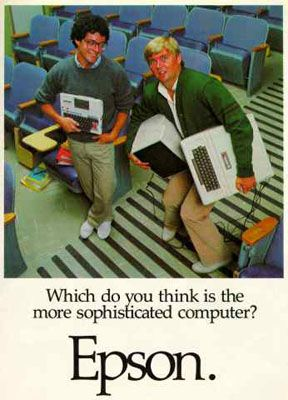 Which do you think is the
more sophisticated computer?
Epson.